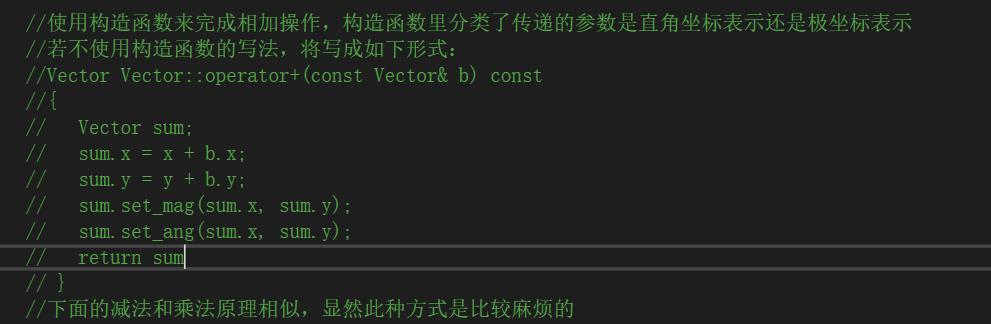 //使用构造函数来完成相加操作，构造函数里分类了传递的参数是直角坐标表示还是极坐标表示
//若不使用构造函数的写法，将写成如下形式：
//Vector Vector::operator+(const Vector& b) const
//{
//   Vector sum;
//   sum.x = x + b.x;
//   sum.y = y + b.y;
//   sum.set_mag(sum.x, sum.y);
//   sum.set_ang(sum.x, sum.y);
//   return sum
// }
//下面的减法和乘法原理相似，显然此种方式是比较麻烦的